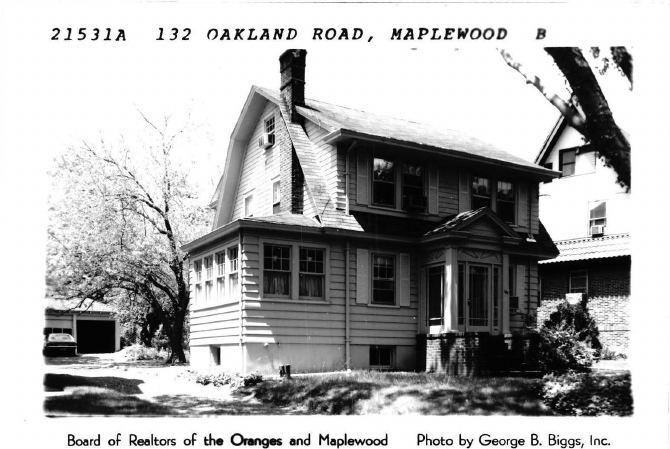 21531A 132 OAKLAND ROAD, MAPLEWOOD B
Board of Realtors of the Oranges and Maplewood Photo by George B. Biggs, Inc.